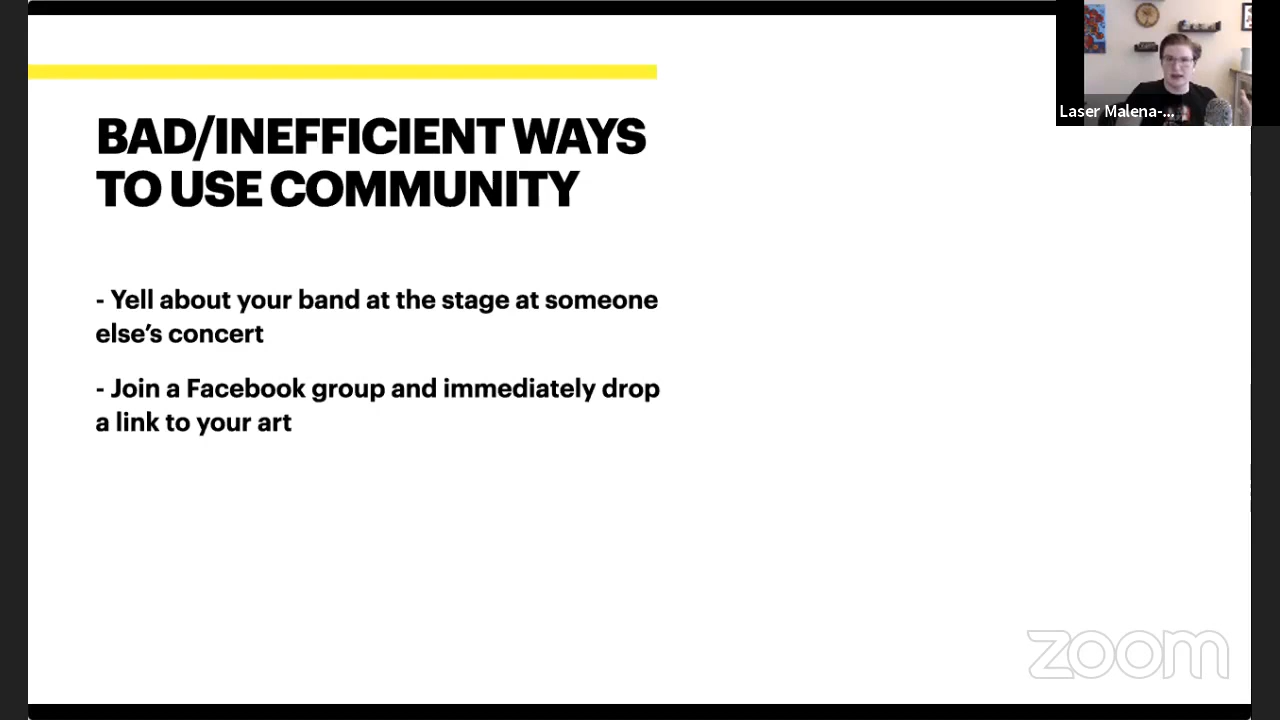 BAD/INEFFICIENT WAYS
TO USE COMMUNITY
- Yell about your band at the stage at someone
else’s concert
- Join a Facebook group and immediately drop
a link to your art
Laser Malena-...
zoom